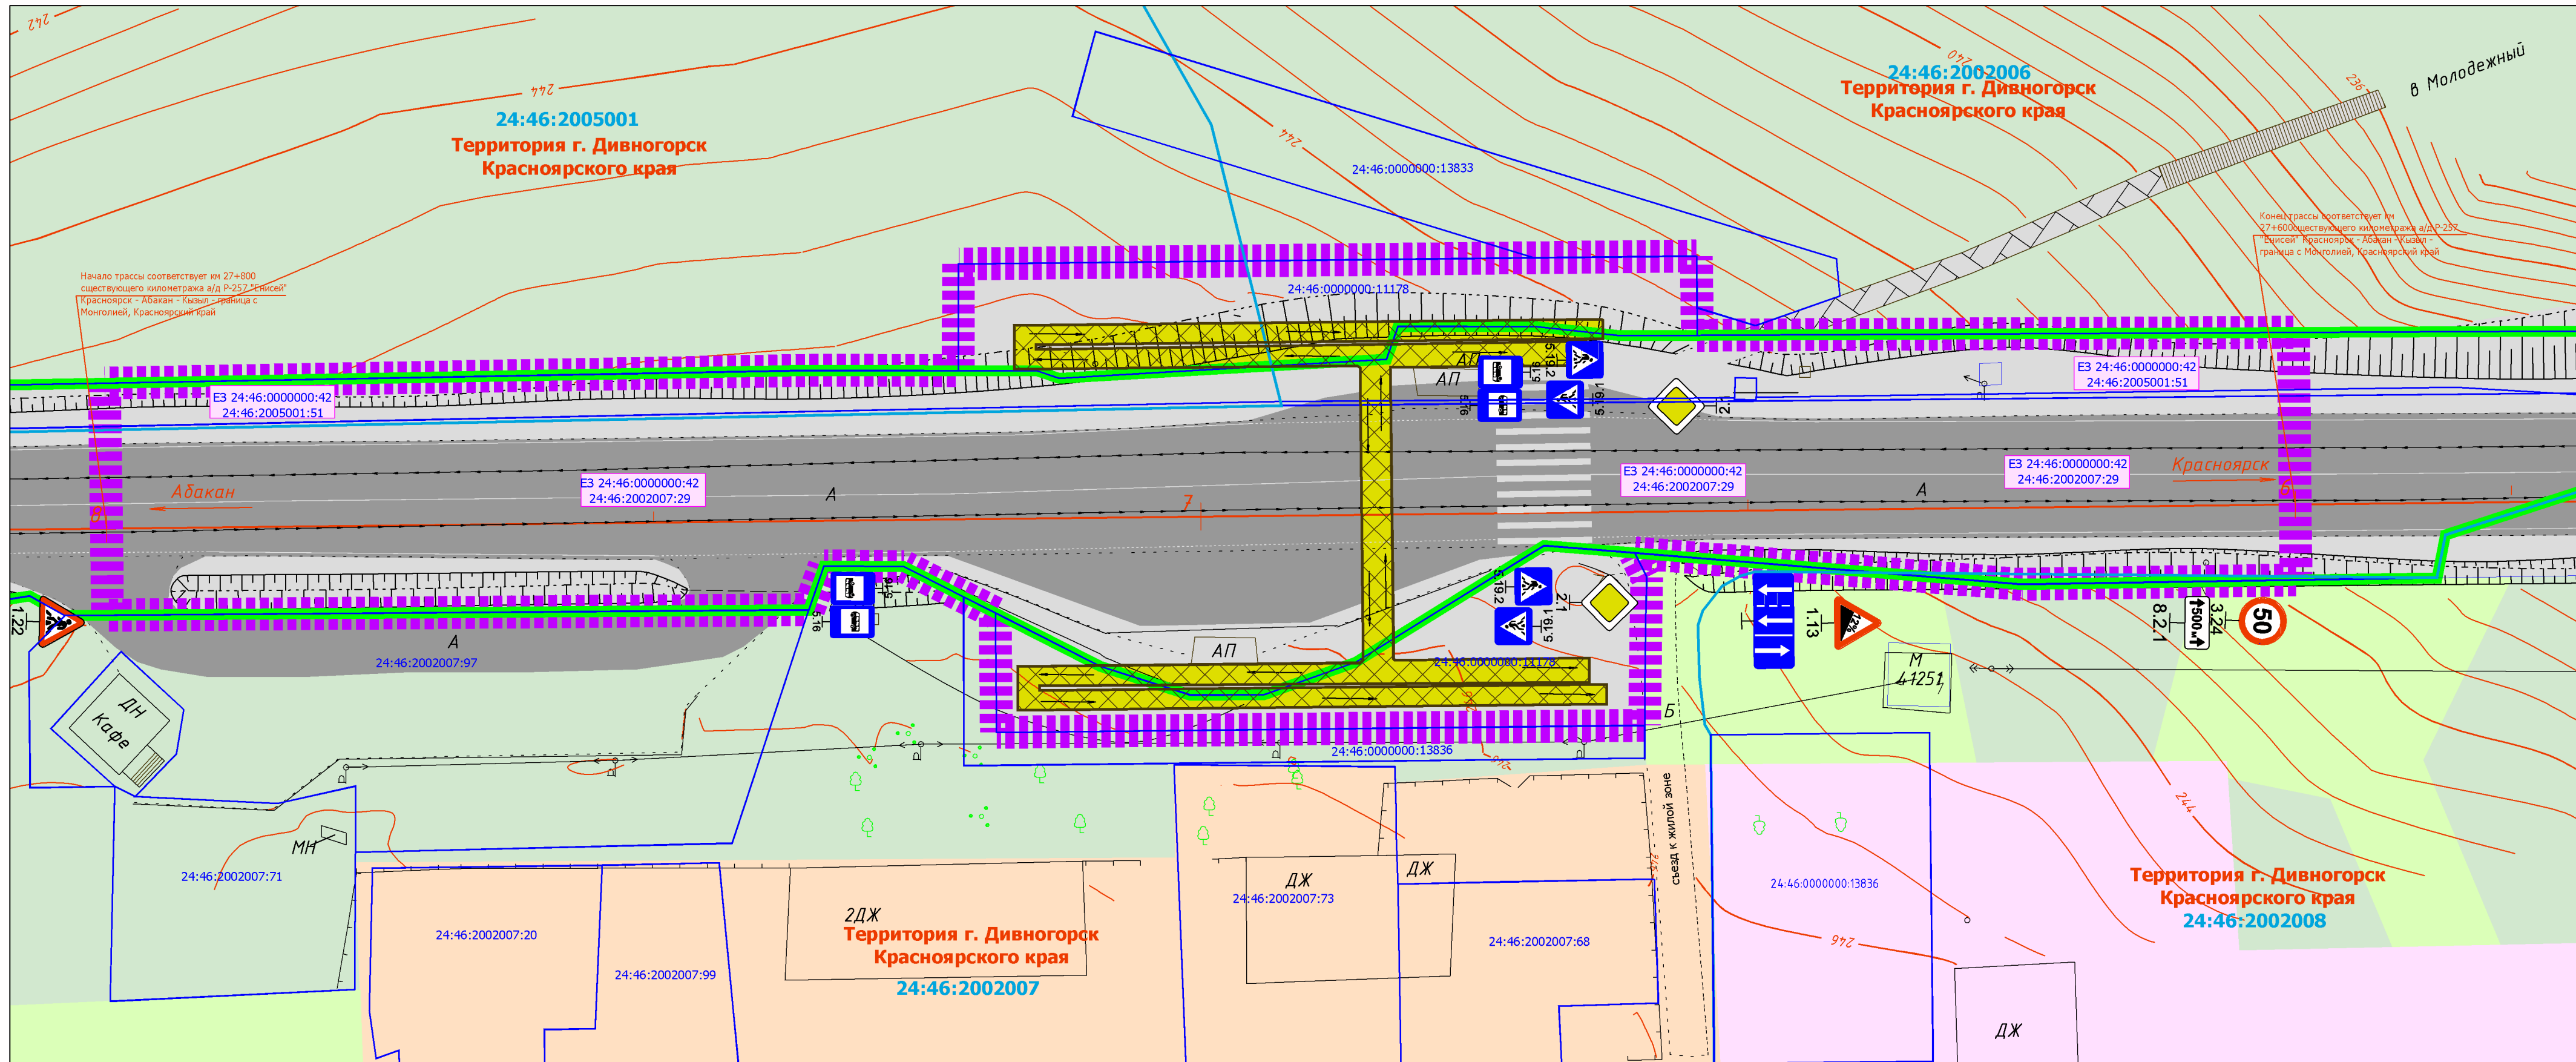 242
244
24:46:2005001
Территория г. Дивногорск
Красноярского края
24:46:2002006
Территория г. Дивногорск
Красноярского края
240
236
в Молодежный
244
24:46:0000000:13833
Начало трассы соответствует км 27+800
сществующего километража а/д Р-257 "Енисей"
Красноярск - Абакан - Кызыл - граница с
Монголией, Красноярский край
Конец трассы соответствует км
27+600сществующего километража а/д Р-257
"Енисей" Красноярск - Абакан - Кызыл -
граница с Монголией, Красноярский край
24:46:0000000:11178
ЕЗ 24:46:0000000:42
24:46:2005001:51
АП
АП
5.16
5.16
5.19.2
5.19.1
2.1
ЕЗ 24:46:0000000:42
24:46:2005001:51
Абакан
ЕЗ 24:46:0000000:42
24:46:2002007:29
А
7
ЕЗ 24:46:0000000:42
24:46:2002007:29
А
ЕЗ 24:46:0000000:42
24:46:2002007:29
Красноярск
1.22
5.16
5.16
5.19.2
5.19.1
2.1
1.13
12%
8.2.1
5000 м
3.24
50
А
24:46:2002007:97
АП
24:46:0000000:11178
М
41251
Б
ДН
Кафе
24:46:0000000:13836
246
МН
24:46:2002007:71
съезд к жилой зоне
244
ДЖ
24:46:2002007:73
ДЖ
24:46:0000000:13836
Территория г. Дивногорск
Красноярского края
24:46:2002008
2ДЖ
Территория г. Дивногорск
Красноярского края
24:46:2002007
24:46:2002007:20
24:46:2002007:99
24:46:2002007:68
246
ДЖ